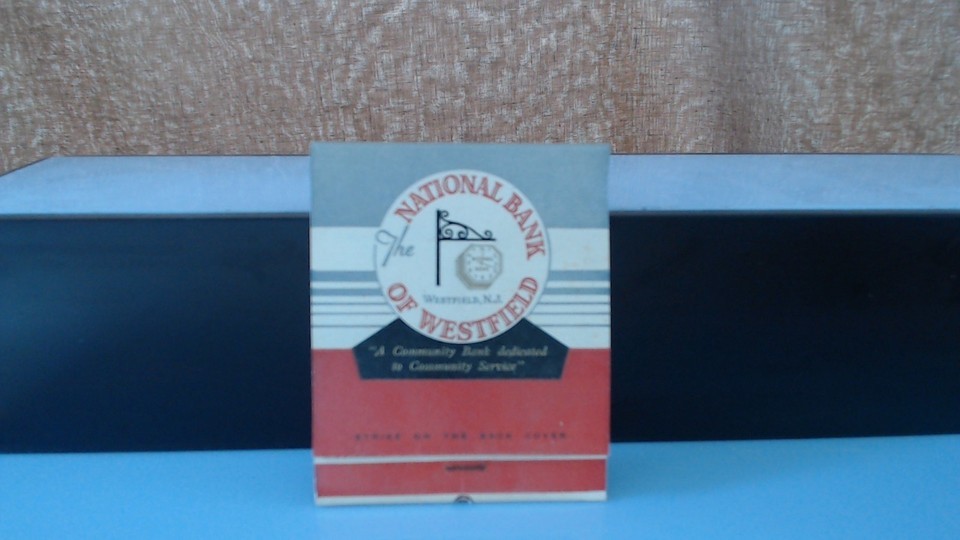 The
NATIONAL BANK
OF WESTFIELD
WESTFIELD, N.J.
"A Community Bank dedicated
to Community Service"
STRIKE ON THE BACK COVER